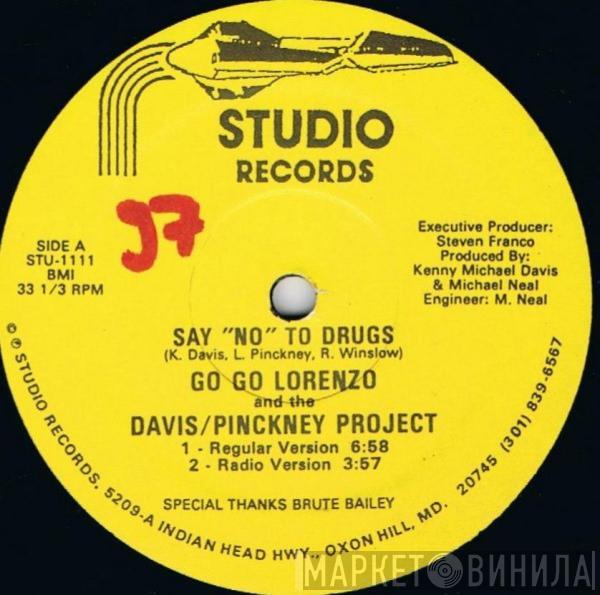 STUDIO
RECORDS
97
SIDE A
STU-1111
BMI
33 1/3 RPM
Executive Producer:
Steven Franco
Produced By:
Kenny Michael Davis
& Michael Neal
Engineer: M. Neal
SAY "NO" TO DRUGS
(K. Davis, L. Pinckney, R. Winslow)
GO GO LORENZO
and the
DAVIS/PINCKNEY PROJECT
1 - Regular Version 6:58
2 - Radio Version 3:57
SPECIAL THANKS BRUTE BAILEY
© ℗ STUDIO RECORDS, 5209-A INDIAN HEAD HWY., OXON HILL, MD. 20745 (301) 839-6567
МАРКЕТ ВИНИЛА